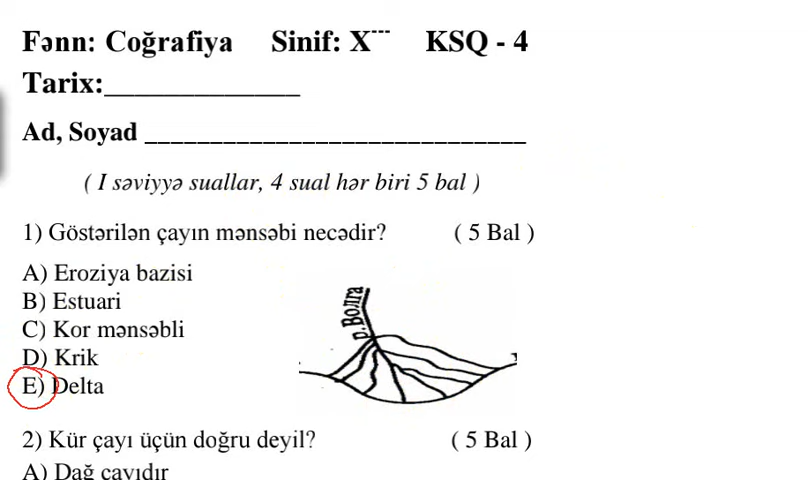 Fənn: Coğrafiya Sinif: X--- KSQ - 4
Tarix:______________
Ad, Soyad ____________________________
( I səviyyə suallar, 4 sual hər biri 5 bal )
1) Göstərilən çayın mənsəbi necədir? ( 5 Bal )
A) Eroziya bazisi
B) Estuari
C) Kor mənsəbli
D) Krik
E) Delta
р.Волга
2) Kür çayı üçün doğru deyil? ( 5 Bal )
A) Dağ çayıdır